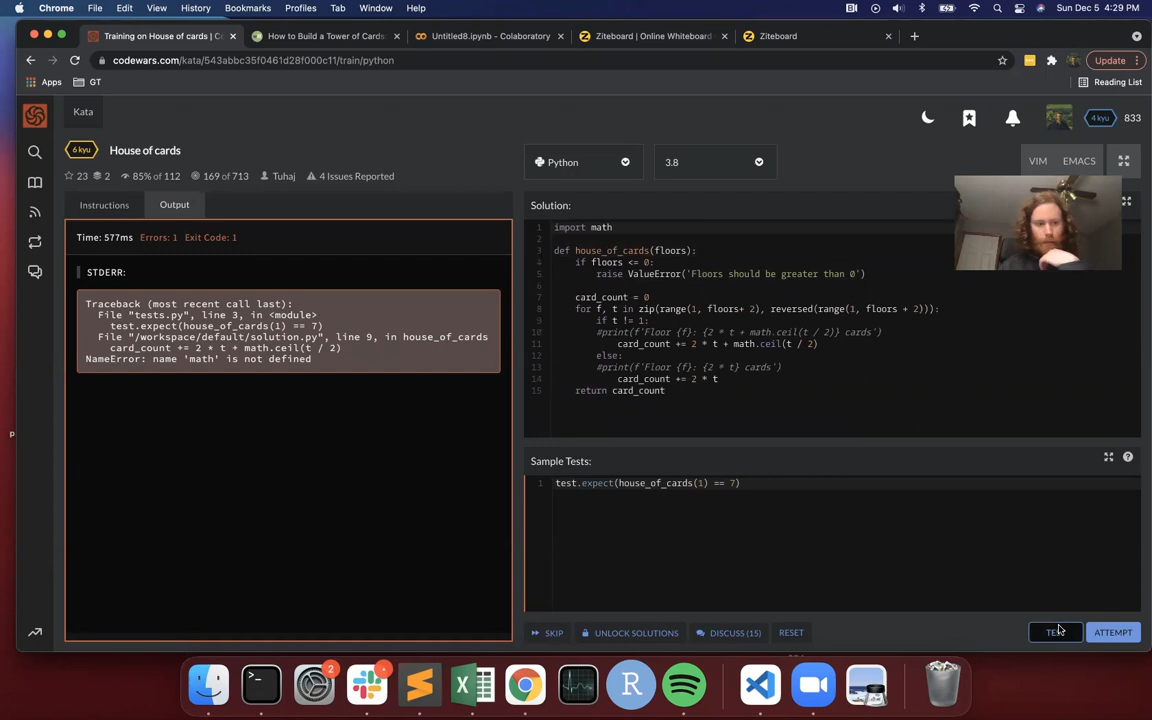 Chrome File Edit View History Bookmarks Profiles Tab Window Help Sun Dec 5 4:29 PM
Training on House of cards | Co × How to Build a Tower of Cards: × Untitled8.ipynb - Colaboratory × Ziteboard | Online Whiteboard × Ziteboard ×
codewars.com/kata/543abbc35f0461d28f000c11/train/python Update
Apps GT Reading List
Kata
4 kyu 833
6 kyu House of cards
23 2 85% of 112 169 of 713 Tuhaj 4 Issues Reported
Python 3.8 VIM EMACS
Instructions Output
Time: 577ms Errors: 1 Exit Code: 1
STDERR:
Traceback (most recent call last):
File "tests.py", line 3, in <module>
test.expect(house_of_cards(1) == 7)
File "/workspace/default/solution.py", line 9, in house_of_cards
card_count += 2 * t + math.ceil(t / 2)
NameError: name 'math' is not defined
Solution:
1 import math
2
3 def house_of_cards(floors):
4 if floors <= 0:
5 raise ValueError('Floors should be greater than 0')
6
7 card_count = 0
8 for f, t in zip(range(1, floors+ 2), reversed(range(1, floors + 2))):
9 if t != 1:
10 #print(f'Floor {f}: {2 * t + math.ceil(t / 2)} cards')
11 card_count += 2 * t + math.ceil(t / 2)
12 else:
13 #print(f'Floor {f}: {2 * t} cards')
14 card_count += 2 * t
15 return card_count
Sample Tests:
1 test.expect(house_of_cards(1) == 7)
SKIP UNLOCK SOLUTIONS DISCUSS (15) RESET TEST ATTEMPT
2